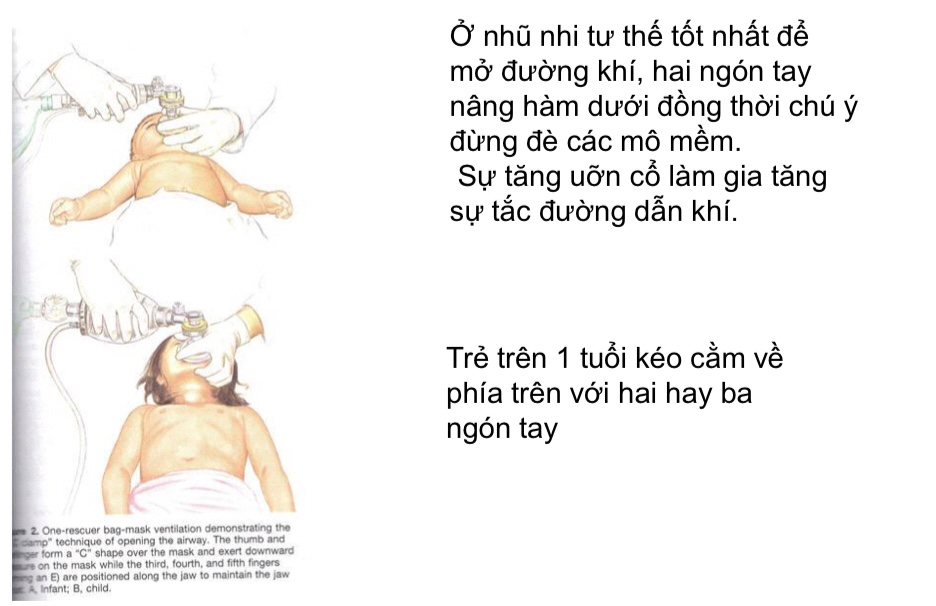 Ở nhũ nhi tư thế tốt nhất để
mở đường khí, hai ngón tay
nâng hàm dưới đồng thời chú ý
đừng đè các mô mềm.
Sự tăng uỡn cổ làm gia tăng
sự tắc đường dẫn khí.
Trẻ trên 1 tuổi kéo cằm về
phía trên với hai hay ba
ngón tay
2. One-rescuer bag-mask ventilation demonstrating the
clamp" technique of opening the airway. The thumb and
form a "C" shape over the mask and exert downward
on the mask while the third, fourth, and fifth fingers
an E) are positioned along the jaw to maintain the jaw
A, Infant; B, child.